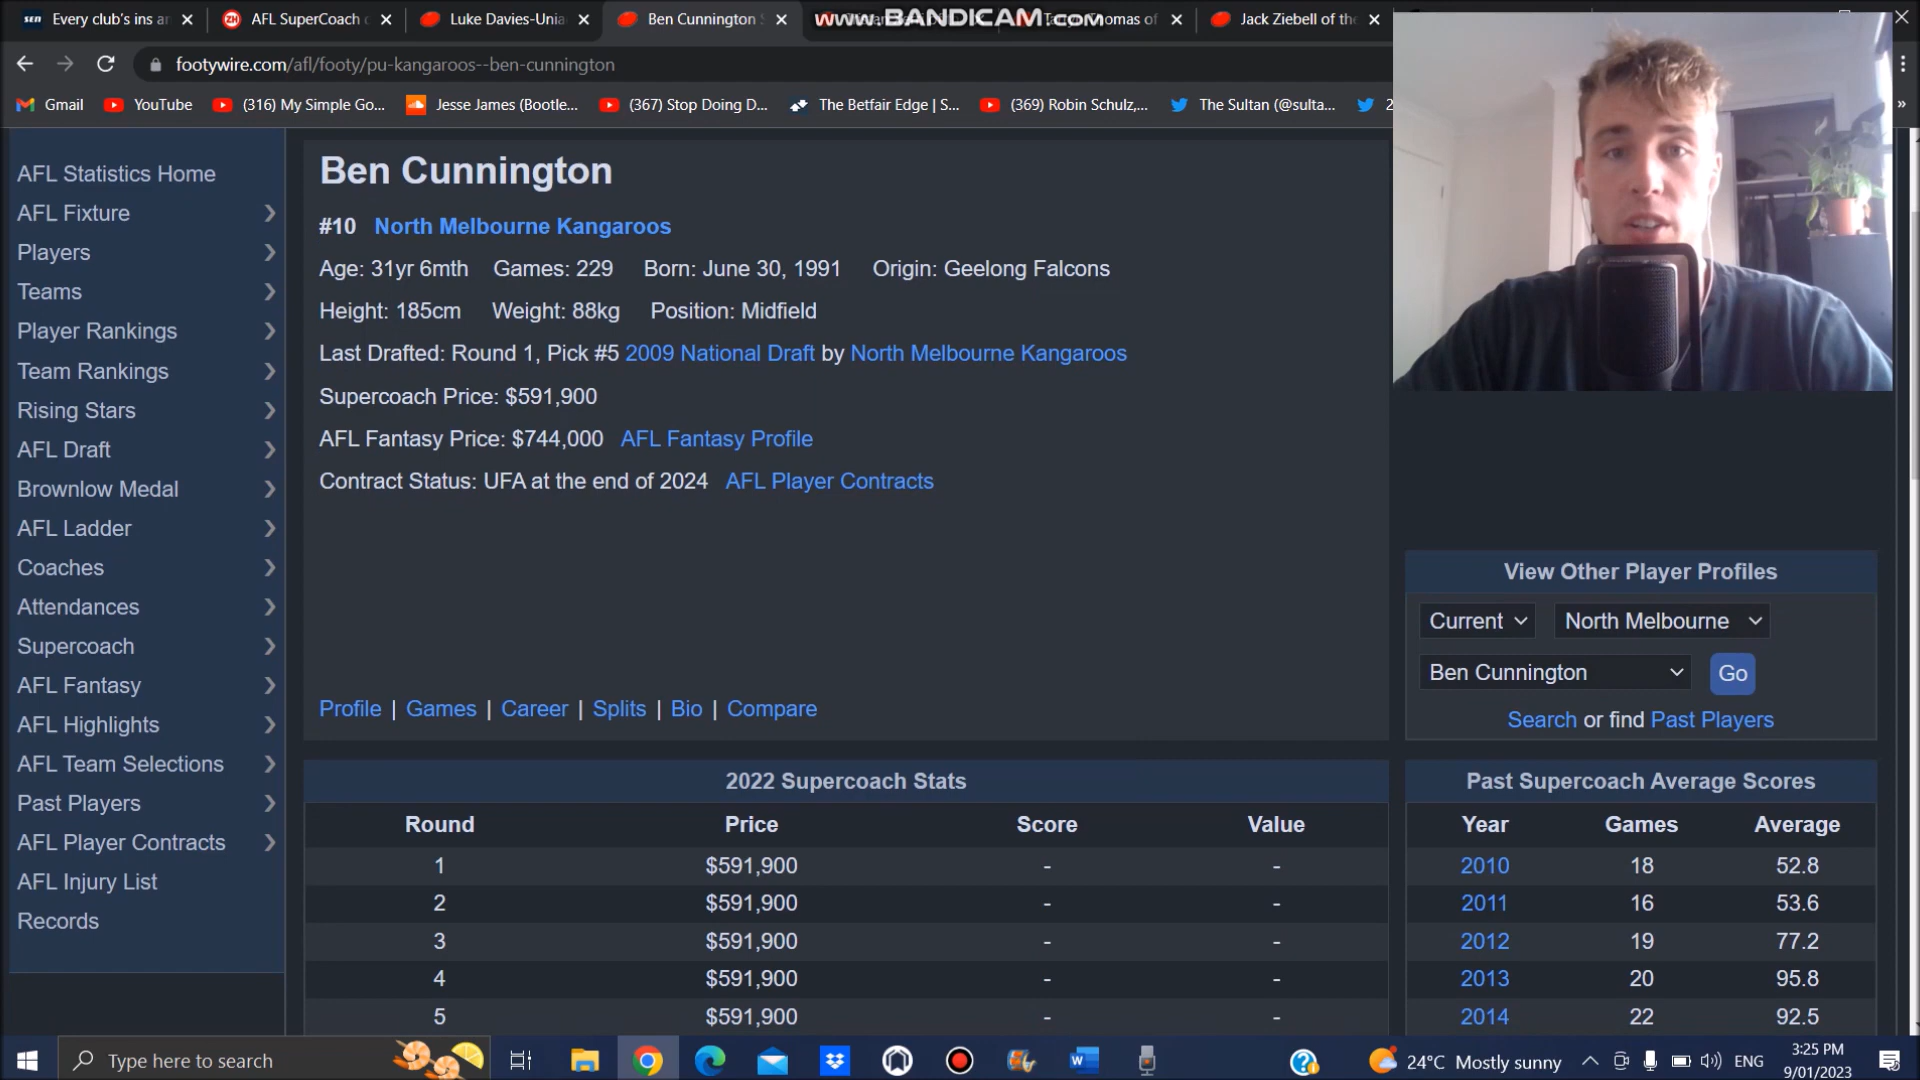 Every club's ins an
AFL SuperCoach
Luke Davies-Unia
Ben Cunnington S
www.BANDICAM.com
Thomas of
Jack Ziebell of the
footywire.com/afl/footy/pu-kangaroos--ben-cunnington
Gmail
YouTube
(316) My Simple Go...
Jesse James (Bootle...
(367) Stop Doing D...
The Betfair Edge | S...
(369) Robin Schulz,...
The Sultan (@sulta...
2
»
AFL Statistics Home
AFL Fixture
Players
Teams
Player Rankings
Team Rankings
Rising Stars
AFL Draft
Brownlow Medal
AFL Ladder
Coaches
Attendances
Supercoach
AFL Fantasy
AFL Highlights
AFL Team Selections
Past Players
AFL Player Contracts
AFL Injury List
Records
Ben Cunnington
#10 North Melbourne Kangaroos
Age: 31yr 6mth Games: 229 Born: June 30, 1991 Origin: Geelong Falcons
Height: 185cm Weight: 88kg Position: Midfield
Last Drafted: Round 1, Pick #5 2009 National Draft by North Melbourne Kangaroos
Supercoach Price: $591,900
AFL Fantasy Price: $744,000 AFL Fantasy Profile
Contract Status: UFA at the end of 2024 AFL Player Contracts
Profile | Games | Career | Splits | Bio | Compare
View Other Player Profiles
Current North Melbourne
Ben Cunnington Go
Search or find Past Players
2022 Supercoach Stats
Round Price Score Value
1 $591,900 - -
2 $591,900 - -
3 $591,900 - -
4 $591,900 - -
5 $591,900 - -
Past Supercoach Average Scores
Year Games Average
2010 18 52.8
2011 16 53.6
2012 19 77.2
2013 20 95.8
2014 22 92.5
Type here to search
24°C Mostly sunny
ENG
3:25 PM
9/01/2023